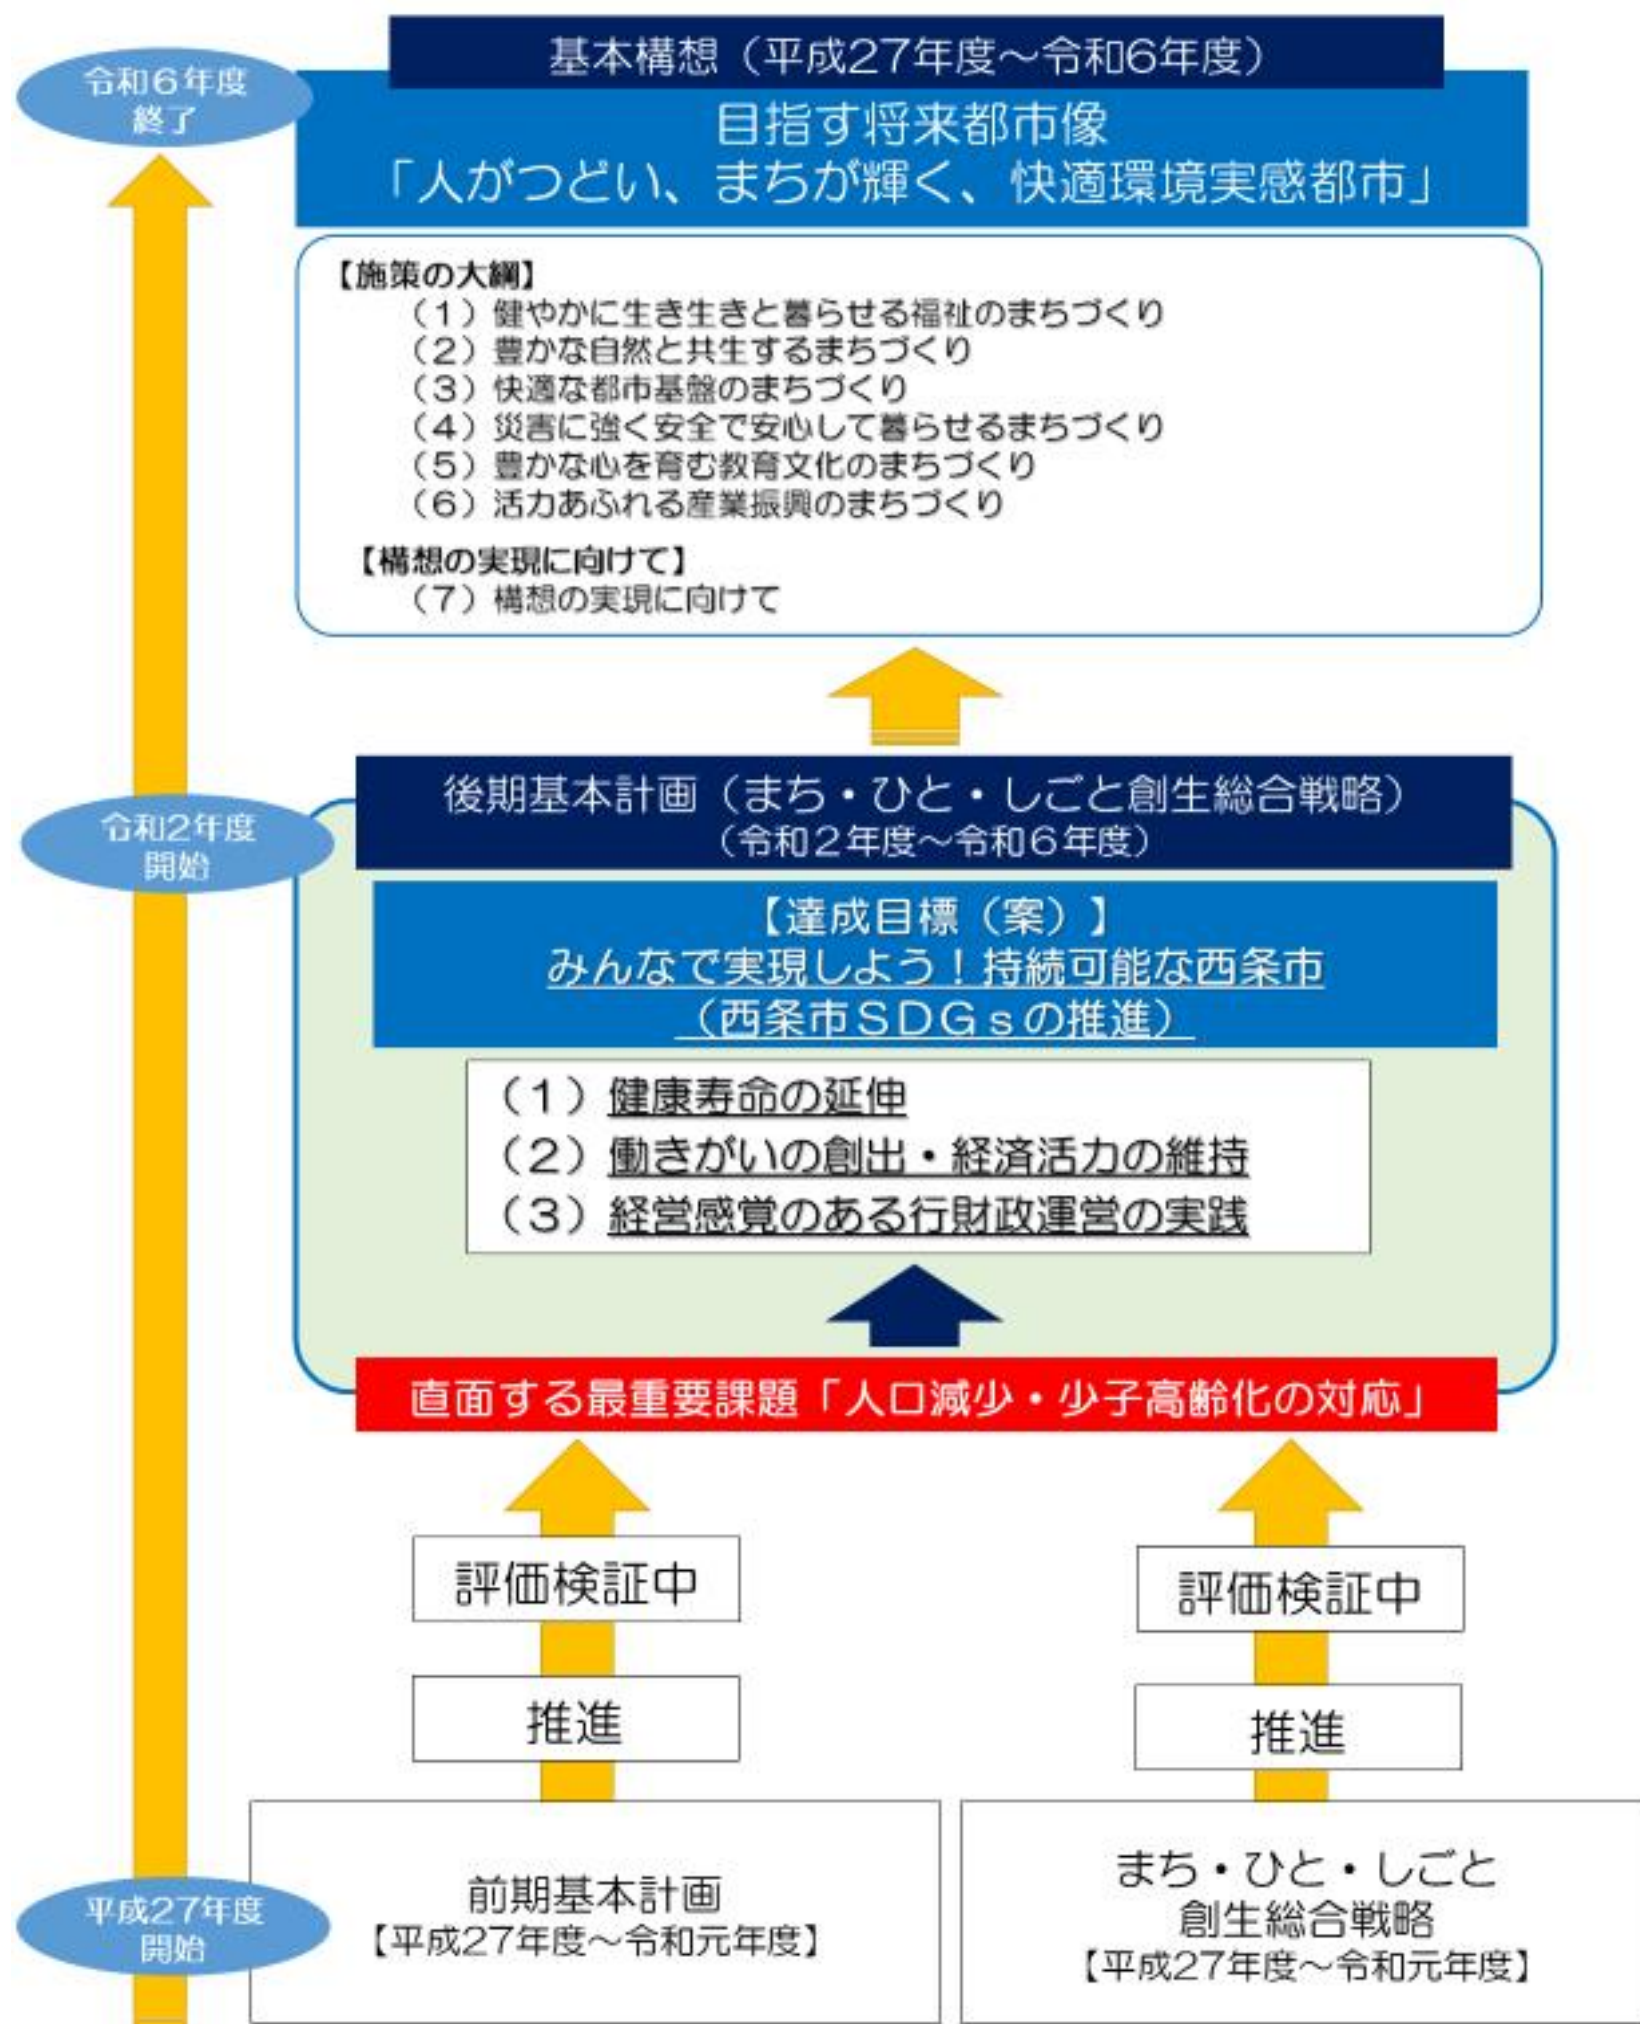 基本構想（平成27年度～令和6年度）
令和６年度
終了
目指す将来都市像
「人がつどい、まちが輝く、快適環境実感都市」
【施策の大綱】
（1）健やかに生き生きと暮らせる福祉のまちづくり
（2）豊かな自然と共生するまちづくり
（3）快適な都市基盤のまちづくり
（4）災害に強く安全で安心して暮らせるまちづくり
（5）豊かな心を育む教育文化のまちづくり
（6）活力あふれる産業振興のまちづくり
【構想の実現に向けて】
（7）構想の実現に向けて
後期基本計画（まち・ひと・しごと創生総合戦略）
（令和２年度～令和６年度）
令和2年度
開始
【達成目標（案）】
みんなで実現しよう！持続可能な西条市
（西条市ＳＤＧｓの推進）
（1）健康寿命の延伸
（2）働きがいの創出・経済活力の維持
（3）経営感覚のある行財政運営の実践
直面する最重要課題「人口減少・少子高齢化の対応」
評価検証中
評価検証中
推進
推進
平成27年度
開始
前期基本計画
【平成27年度～令和元年度】
まち・ひと・しごと
創生総合戦略
【平成27年度～令和元年度】